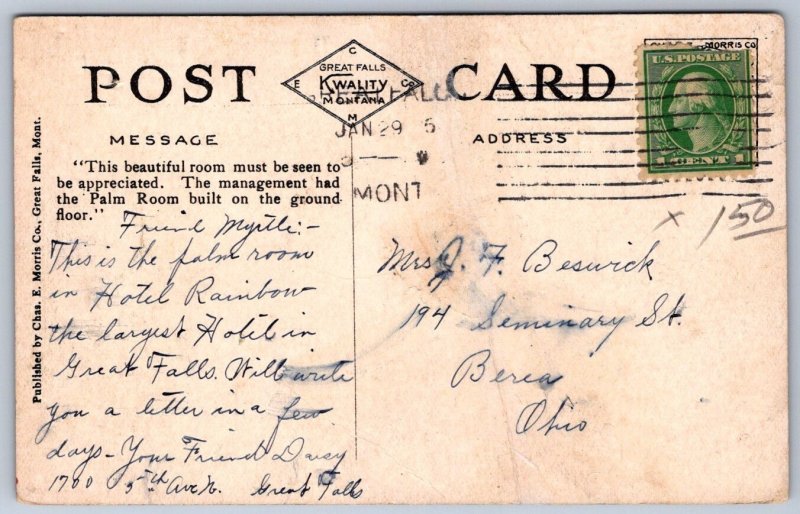 POST CARD
C
GREAT FALLS
E KWALITY Co
MONTANA
M
MORRIS CO
U.S. POSTAGE
1 CENT 1
JAN 29
MONT
MESSAGE
ADDRESS
"This beautiful room must be seen to
be appreciated. The management had
the Palm Room built on the ground
floor."
Friend Myrtle:-
This is the palm room
in Hotel Rainbow
the largest Hotel in
Great Falls. Will write
you a letter in a few
days - Your Friend Daisy
1700 5th Ave N. Great Falls
Mrs J. F. Beswick
194 Seminary St.
Berea
Ohio
x 150
Published by Chas. E. Morris Co., Great Falls, Mont.